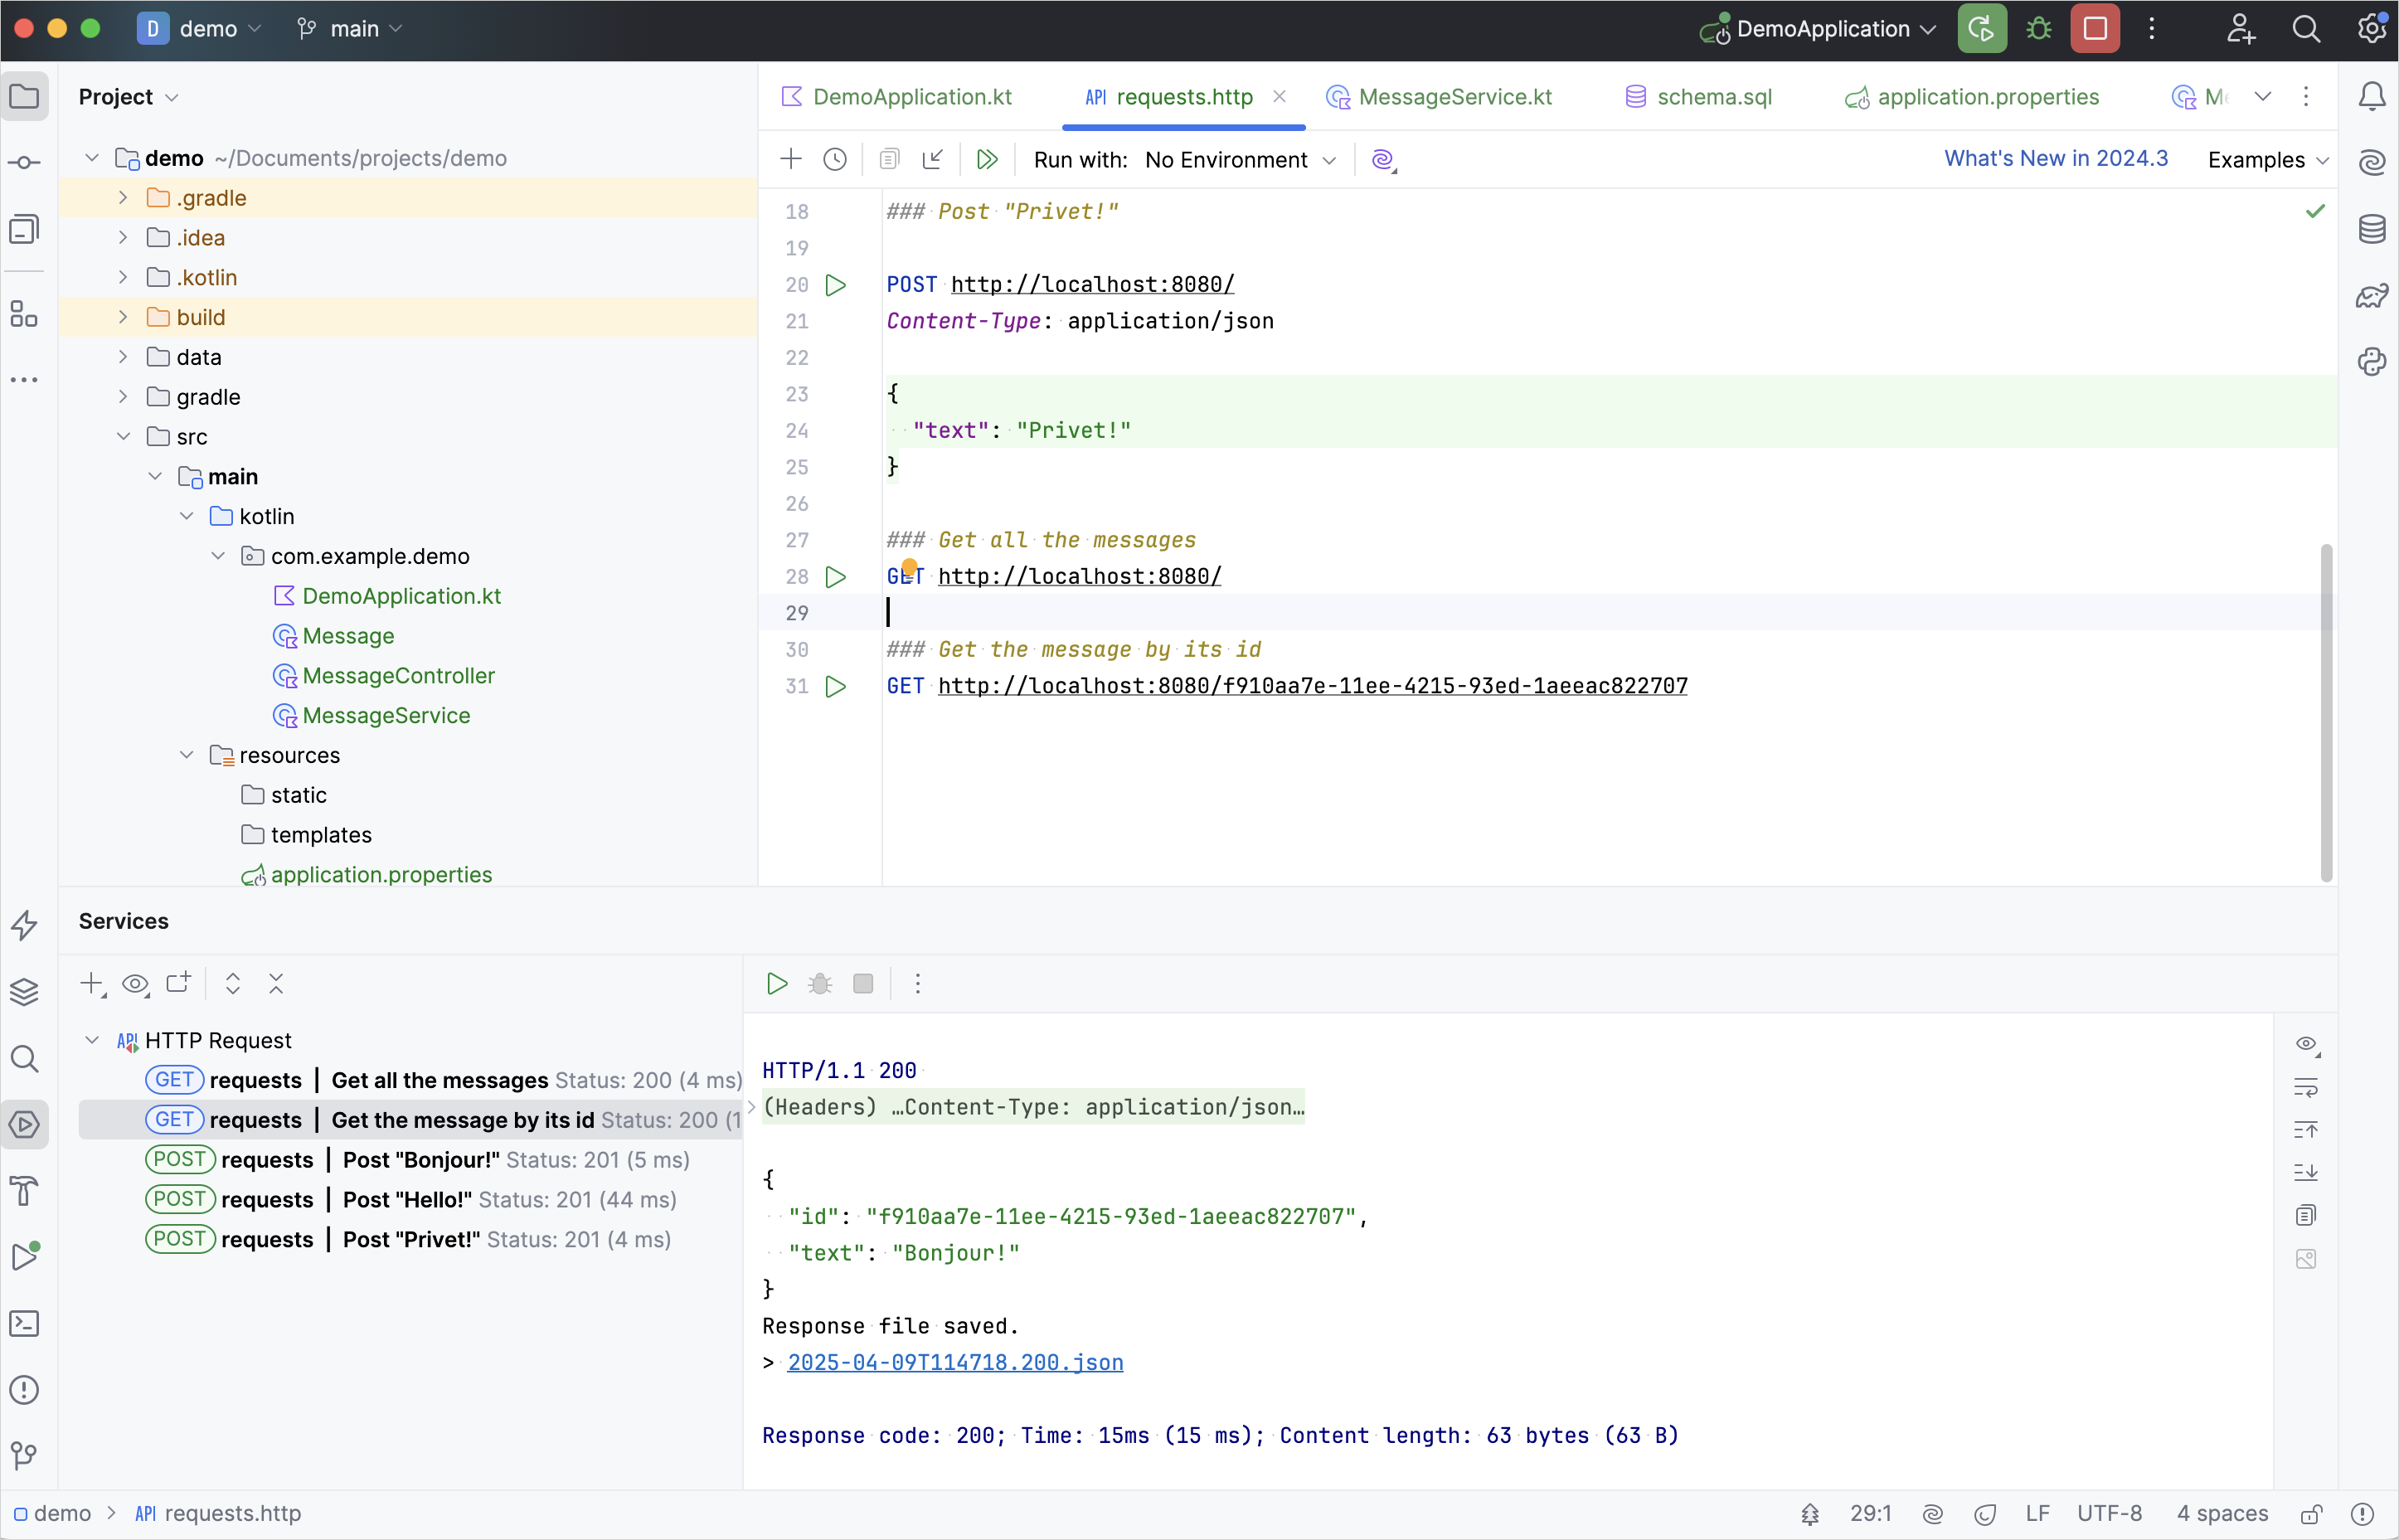 D demo main DemoApplication
Project
demo ~/Documents/projects/demo
.gradle
.idea
.kotlin
build
data
gradle
src
main
kotlin
com.example.demo
DemoApplication.kt
Message
MessageController
MessageService
resources
static
templates
application.properties
DemoApplication.kt API requests.http MessageService.kt schema.sql application.properties
Run with: No Environment What's New in 2024.3 Examples
18 ### Post "Privet!"
19
20 POST http://localhost:8080/
21 Content-Type: application/json
22
23 {
24 "text": "Privet!"
25 }
26
27 ### Get all the messages
28 GET http://localhost:8080/
29
30 ### Get the message by its id
31 GET http://localhost:8080/f910aa7e-11ee-4215-93ed-1aeeac822707
Services
API HTTP Request
GET requests | Get all the messages Status: 200 (4 ms)
GET requests | Get the message by its id Status: 200 (1
POST requests | Post "Bonjour!" Status: 201 (5 ms)
POST requests | Post "Hello!" Status: 201 (44 ms)
POST requests | Post "Privet!" Status: 201 (4 ms)
HTTP/1.1 200
(Headers) …Content-Type: application/json…
{
"id": "f910aa7e-11ee-4215-93ed-1aeeac822707",
"text": "Bonjour!"
}
Response file saved.
> 2025-04-09T114718.200.json
Response code: 200; Time: 15ms (15 ms); Content length: 63 bytes (63 B)
demo > API requests.http 29:1 LF UTF-8 4 spaces